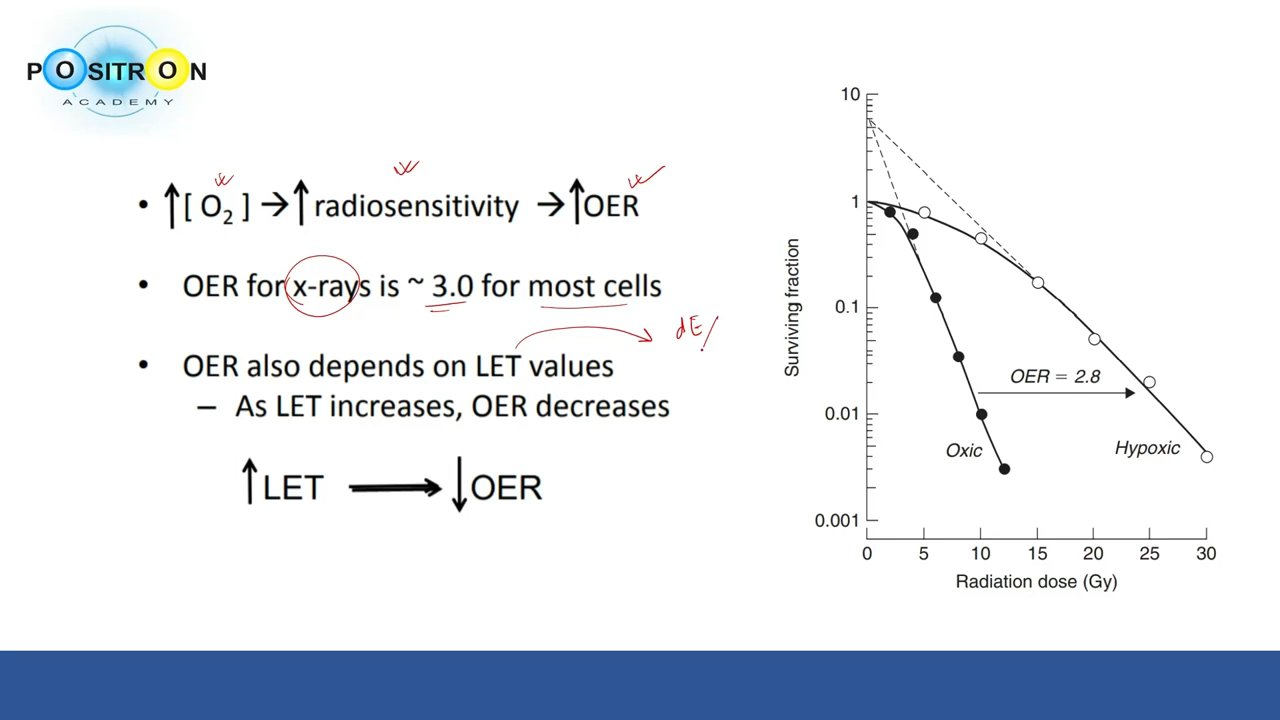 POSITRON
ACADEMY
• ↑[ O₂ ] → ↑ radiosensitivity → ↑OER
• OER for x-rays is ~ 3.0 for most cells
dE/
• OER also depends on LET values
– As LET increases, OER decreases
↑LET → ↓OER
Surviving fraction
10
1
0.1
0.01
0.001
OER = 2.8
Oxic
Hypoxic
0 5 10 15 20 25 30
Radiation dose (Gy)